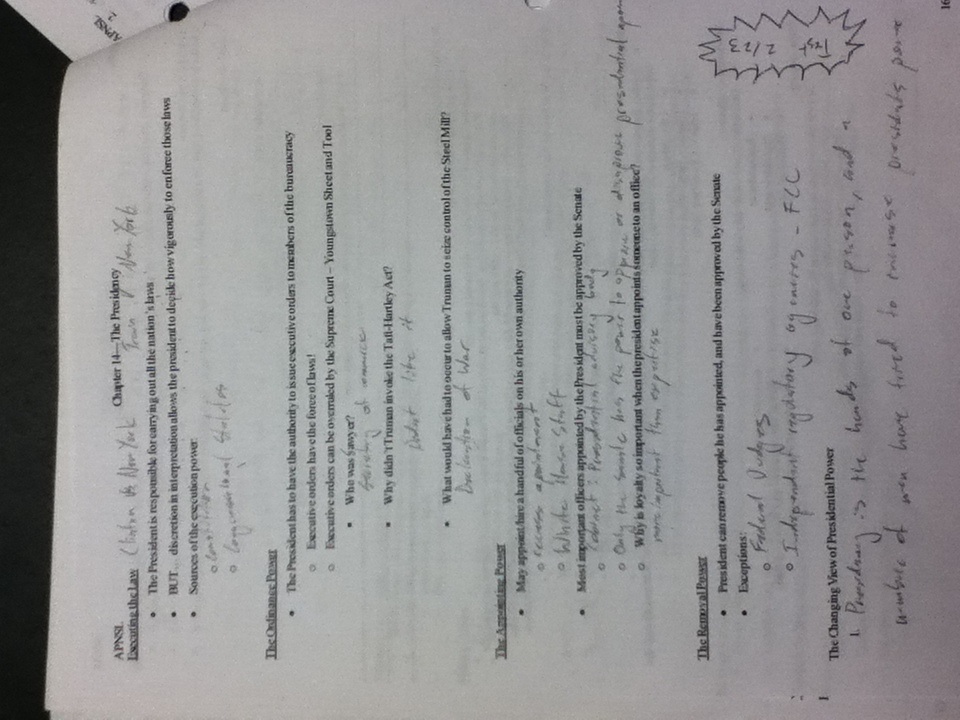 APNSL
Chapter 14—The Presidency
Executing the Law Clinton vs New York Train v New York
• The President is responsible for carrying out all the nation's laws
• BUT... discretion in interpretation allows the president to decide how vigorously to enforce those laws
• Sources of the execution power:
○ Constitution
○ Congressional Statutes
The Ordinance Power
• The President has to have the authority to issue executive orders to members of the bureaucracy
○ Executive orders have the force of laws!
○ Executive orders can be overruled by the Supreme Court – Youngstown Sheet and Tool
▪ Who was Sawyer?
Secretary of commerce
▪ Why didn't Truman invoke the Taft-Hartley Act?
Didnt like it
▪ What would have had to occur to allow Truman to seize control of the Steel Mill?
Declaration of War
The Appointing Power
• May appoint/hire a handful of officials on his or her own authority
○ recess apointment
○ White House Staff
• Most important officers appointed by the President must be approved by the Senate
○ Cabinet: Presidential advisory body
○ Only the senate has the power to appove or disaprove presidential apoin
○ Why is loyalty so important when the president appoints someone to an office?
more important than expertise
The Removal Power
• President can remove people he has appointed, and have been approved by the Senate
• Exceptions:
○ Federal Judges
○ Independent regulatory agencies - FCC
Test 2/23
The Changing View of Presidential Power
1. Presidency is the hands of one person, and a
number of men have tried to increase presidents power
16
APNSL
2